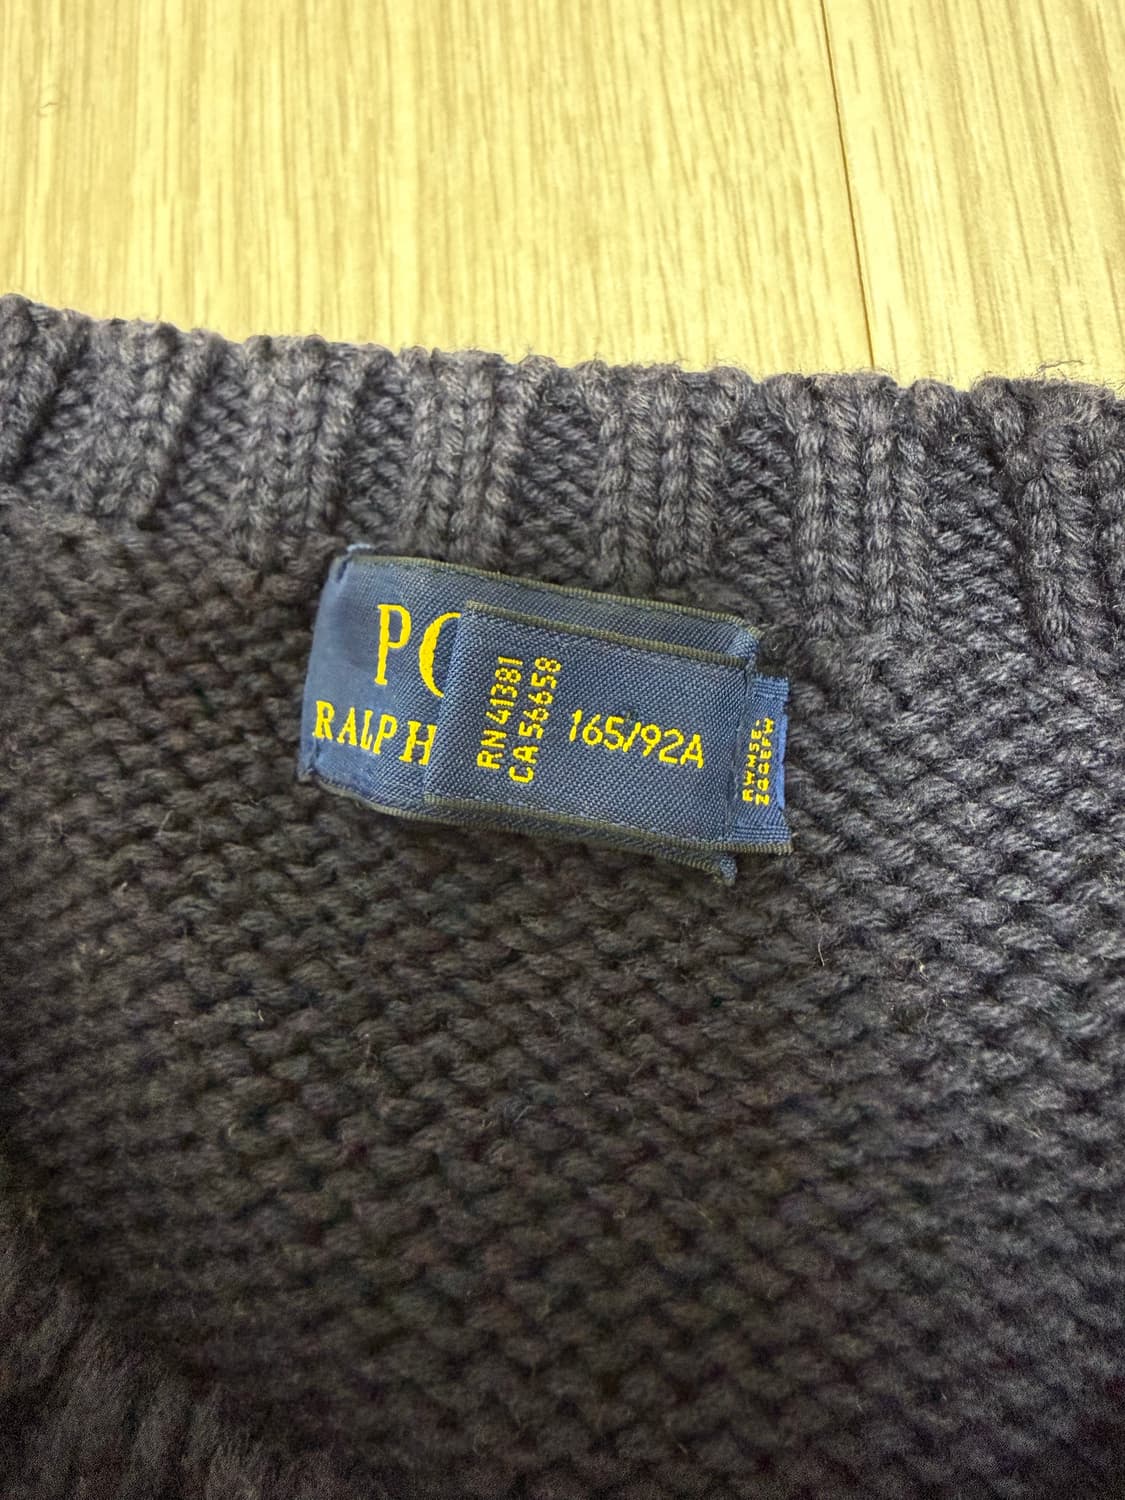 PO
RALPH
RN 41381
CA 56658
165/92A